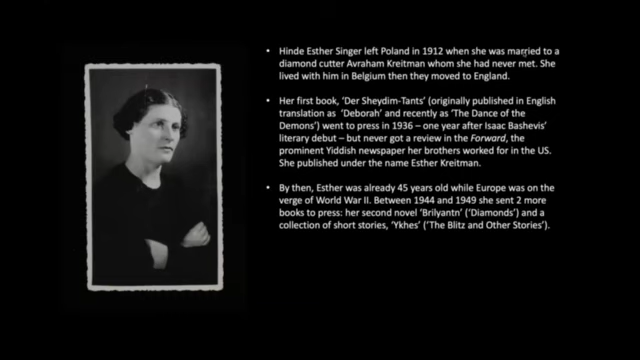 • Hinde Esther Singer left Poland in 1912 when she was married to a
diamond cutter Avraham Kreitman whom she had never met. She
lived with him in Belgium then they moved to England.
• Her first book, ‘Der Sheydim-Tants’ (originally published in English
translation as ‘Deborah’ and recently as ‘The Dance of the
Demons’) went to press in 1936 – one year after Isaac Bashevis’
literary debut – but never got a review in the Forward, the
prominent Yiddish newspaper her brothers worked for in the US.
She published under the name Esther Kreitman.
• By then, Esther was already 45 years old while Europe was on the
verge of World War II. Between 1944 and 1949 she sent 2 more
books to press: her second novel ‘Brilyantn’ (‘Diamonds’) and a
collection of short stories, ‘Ykhes’ (‘The Blitz and Other Stories’).